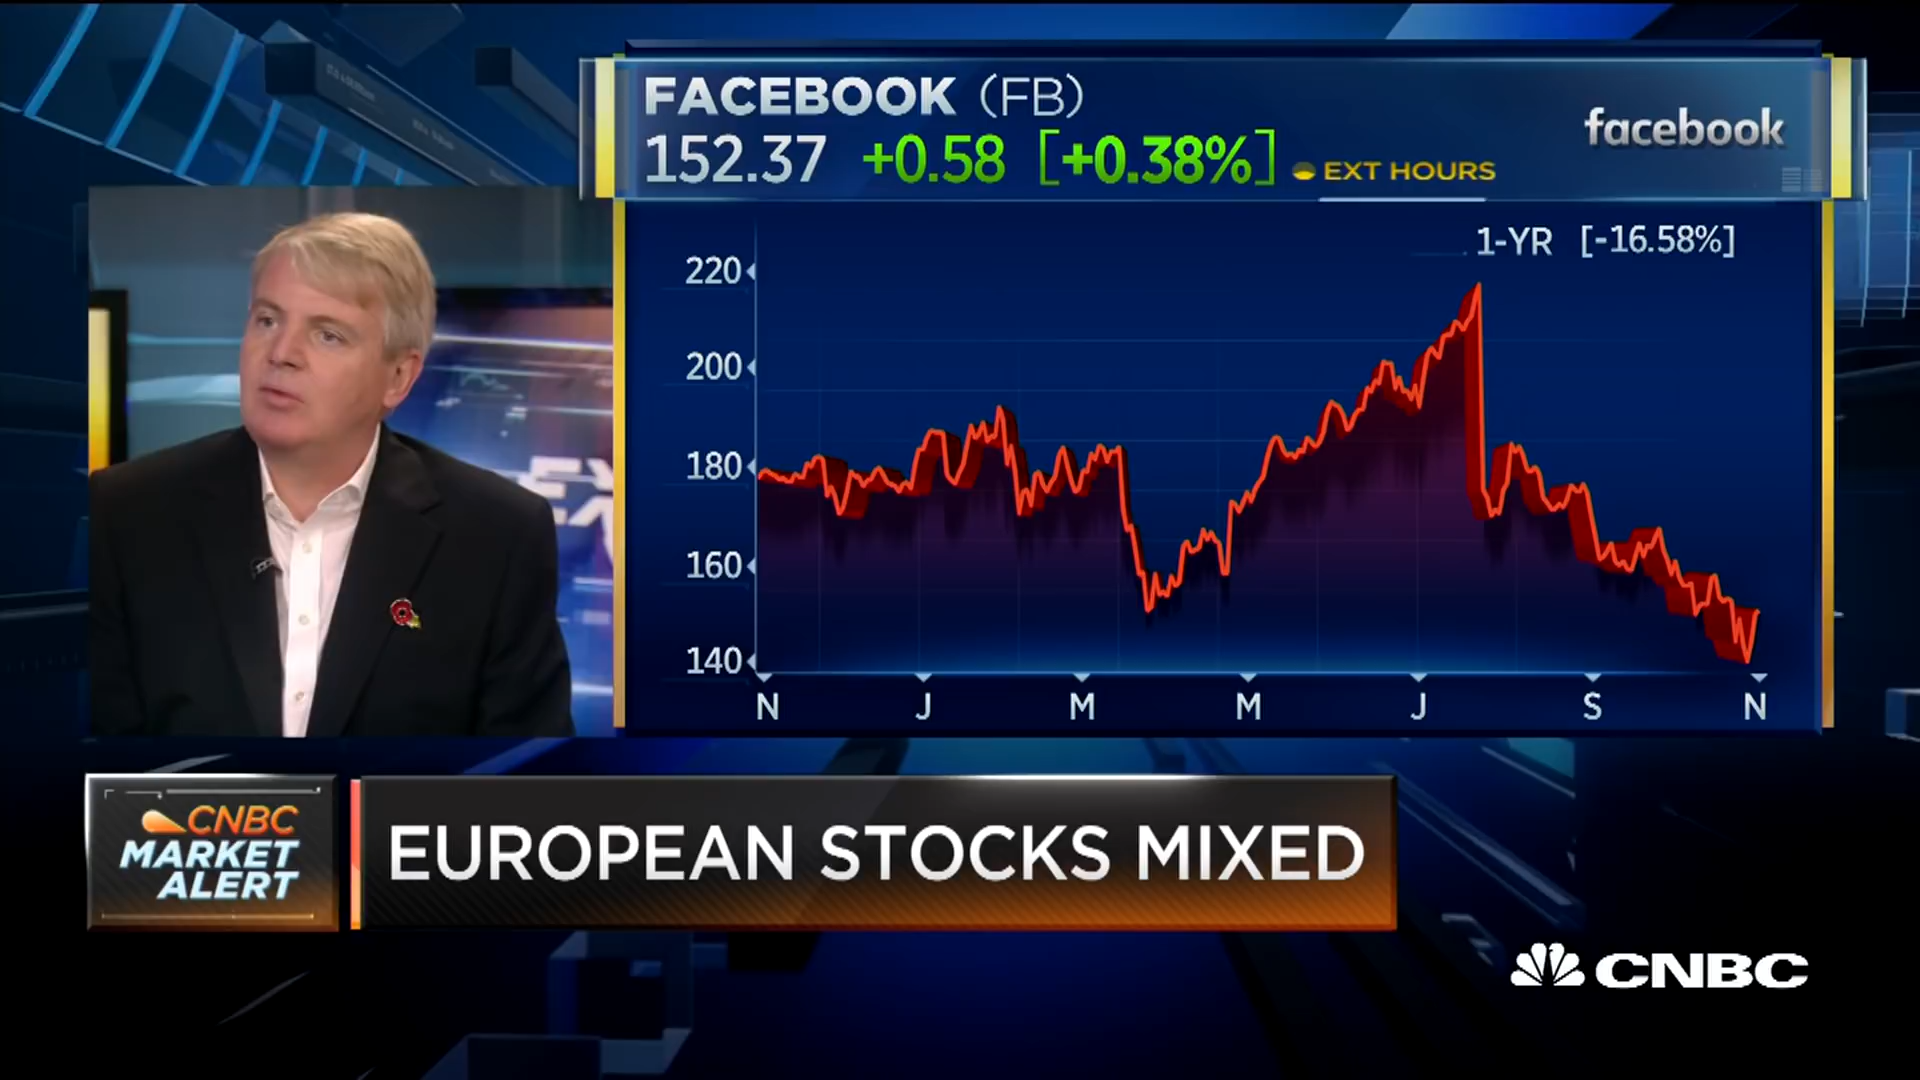 FACEBOOK (FB)
152.37 +0.58 [+0.38%] EXT HOURS
facebook
1-YR [-16.58%]
220
200
180
160
140
N J M M J S N
CNBC
MARKET
ALERT
EUROPEAN STOCKS MIXED
CNBC